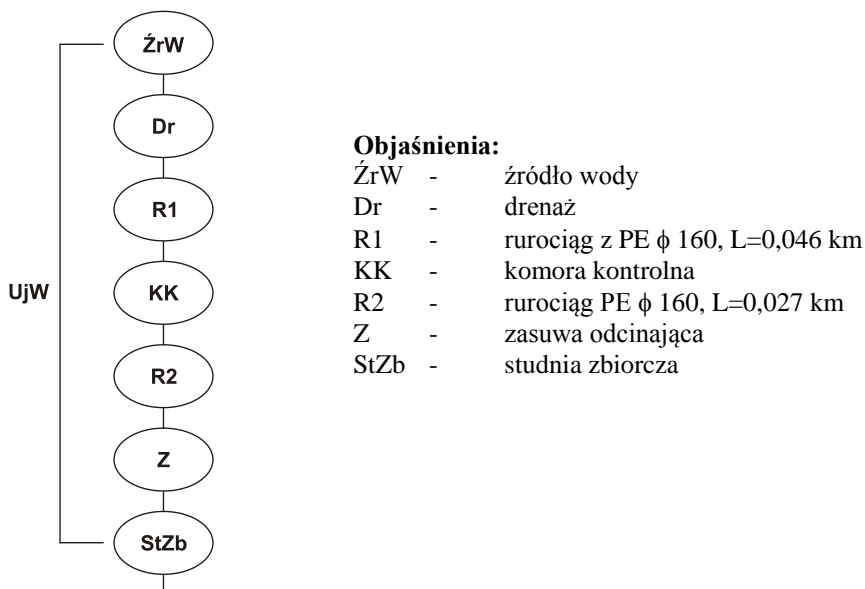 ŹrW
Dr
R1
KK
R2
Z
StZb
UjW
Objaśnienia:
ŹrW - źródło wody
Dr - drenaż
R1 - rurociąg z PE ϕ 160, L=0,046 km
KK - komora kontrolna
R2 - rurociąg PE ϕ 160, L=0,027 km
Z - zasuwa odcinająca
StZb - studnia zbiorcza